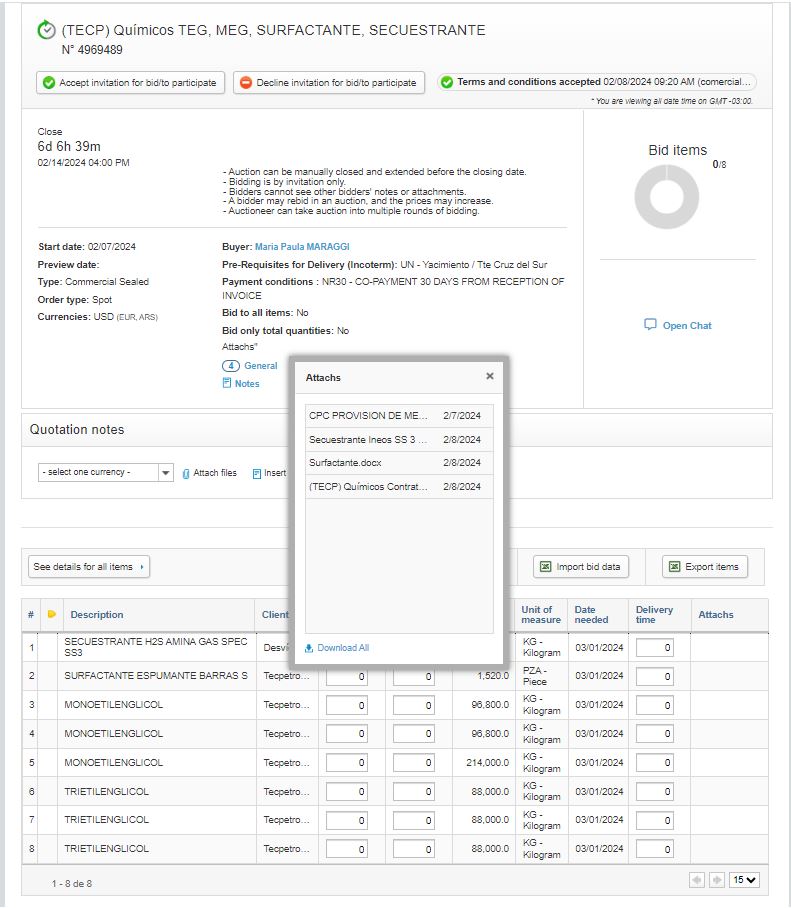 (TECP) Químicos TEG, MEG, SURFACTANTE, SECUESTRANTE
N° 4969489
Accept invitation for bid/to participate
Decline invitation for bid/to participate
Terms and conditions accepted 02/08/2024 09:20 AM (comercial...
* You are viewing all date time on GMT -03:00.
Close
6d 6h 39m
02/14/2024 04:00 PM
- Auction can be manually closed and extended before the closing date.
- Bidding is by invitation only.
- Bidders cannot see other bidders' notes or attachments.
- A bidder may rebid in an auction, and the prices may increase.
- Auctioneer can take auction into multiple rounds of bidding.
Bid items
0/8
Start date: 02/07/2024
Preview date:
Type: Commercial Sealed
Order type: Spot
Currencies: USD (EUR, ARS)
Buyer: Maria Paula MARAGGI
Pre-Requisites for Delivery (Incoterm): UN - Yacimiento / Tte Cruz del Sur
Payment conditions : NR30 - CO-PAYMENT 30 DAYS FROM RECEPTION OF
INVOICE
Bid to all items: No
Bid only total quantities: No
Attachs"
4 General
Notes
Open Chat
Attachs ×
CPC PROVISION DE ME... 2/7/2024
Secuestrante Ineos SS 3 ... 2/8/2024
Surfactante.docx 2/8/2024
(TECP) Químicos Contrat... 2/8/2024
Download All
Quotation notes
- select one currency -
Attach files
Insert
See details for all items
Import bid data
Export items
# Description Client Unit of measure Date needed Delivery time Attachs
1 SECUESTRANTE H2S AMINA GAS SPEC SS3 Desví KG - Kilogram 03/01/2024 0
2 SURFACTANTE ESPUMANTE BARRAS S Tecpetro... 0 0 1,520.0 PZA - Piece 03/01/2024 0
3 MONOETILENGLICOL Tecpetro... 0 0 96,800.0 KG - Kilogram 03/01/2024 0
4 MONOETILENGLICOL Tecpetro... 0 0 96,800.0 KG - Kilogram 03/01/2024 0
5 MONOETILENGLICOL Tecpetro... 0 0 214,000.0 KG - Kilogram 03/01/2024 0
6 TRIETILENGLICOL Tecpetro... 0 0 88,000.0 KG - Kilogram 03/01/2024 0
7 TRIETILENGLICOL Tecpetro... 0 0 88,000.0 KG - Kilogram 03/01/2024 0
8 TRIETILENGLICOL Tecpetro... 0 0 88,000.0 KG - Kilogram 03/01/2024 0
1 - 8 de 8
15